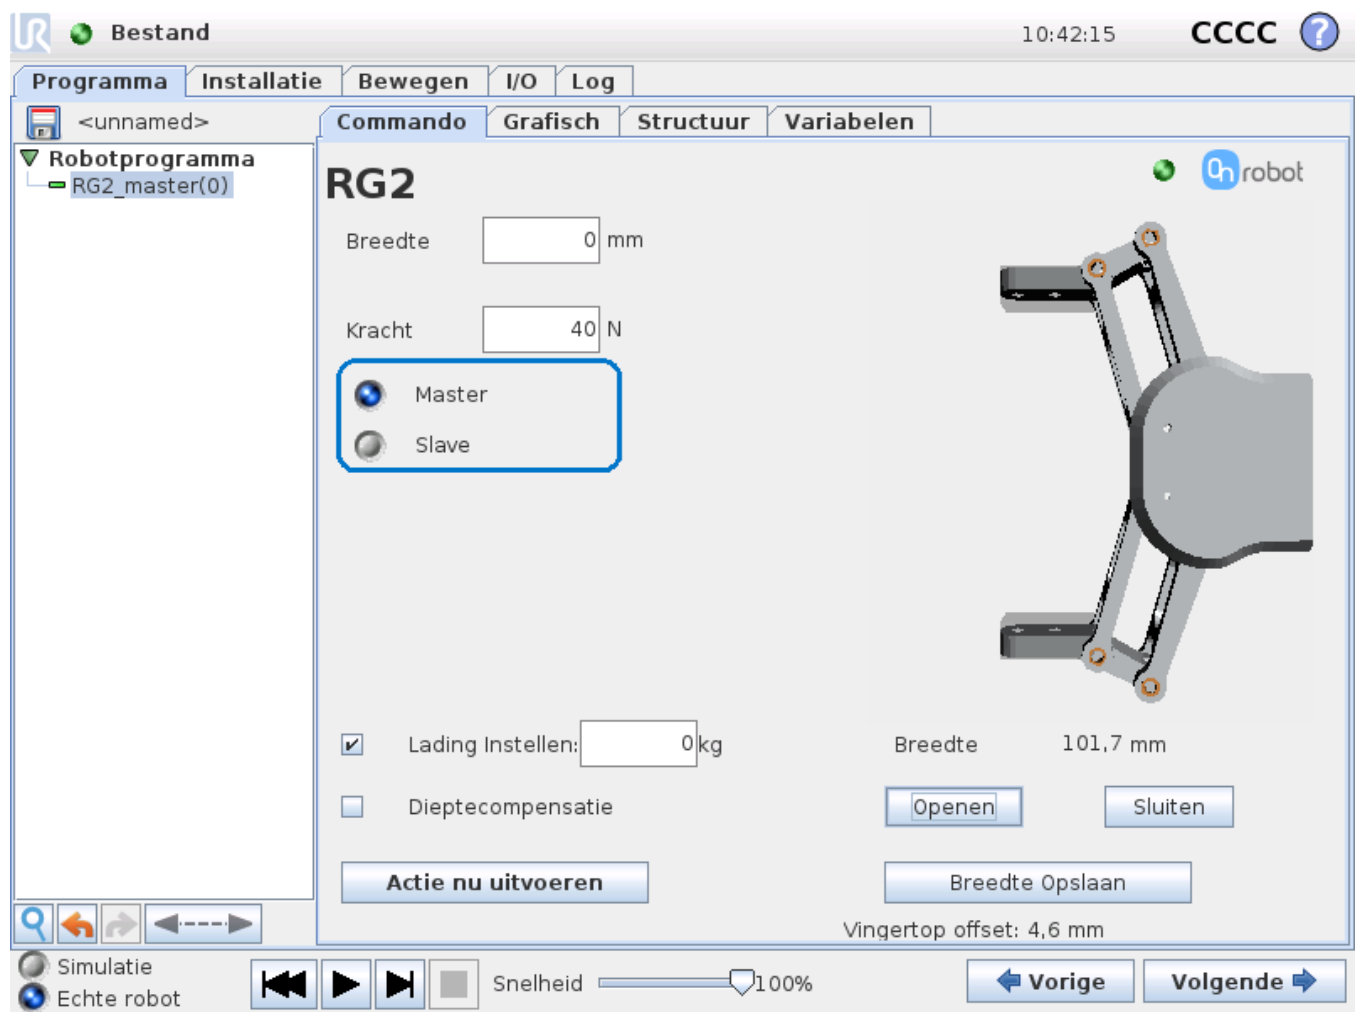 UR Bestand 10:42:15 CCCC ?
Programma Installatie Bewegen I/O Log
<unnamed> Commando Grafisch Structuur Variabelen
Robotprogramma
RG2_master(0)
RG2
On robot
Breedte 0 mm
Kracht 40 N
Master
Slave
Lading Instellen: 0 kg Breedte 101,7 mm
Dieptecompensatie Openen Sluiten
Actie nu uitvoeren Breedte Opslaan
Vingertop offset: 4,6 mm
Simulatie
Echte robot
Snelheid 100% Vorige Volgende